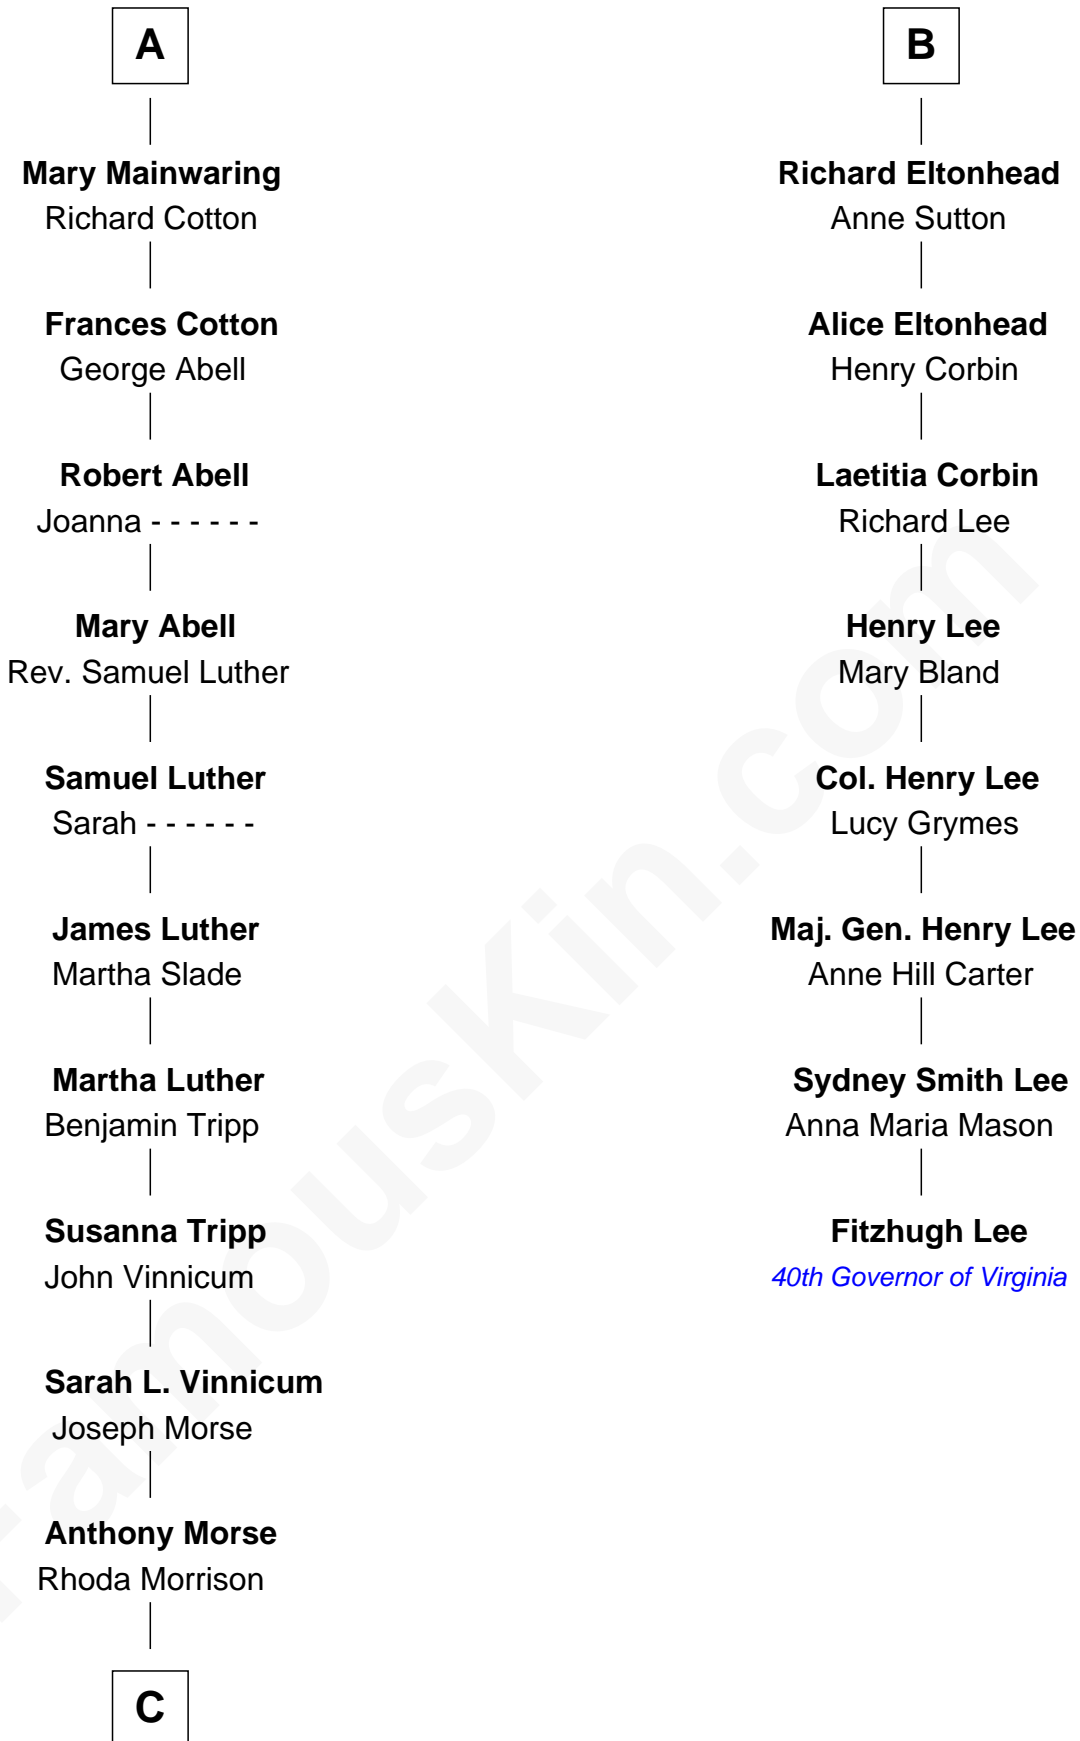 A
Mary Mainwaring
Richard Cotton
Frances Cotton
George Abell
Robert Abell
Joanna - - - - - -
Mary Abell
Rev. Samuel Luther
Samuel Luther
Sarah - - - - - -
James Luther
Martha Slade
Martha Luther
Benjamin Tripp
Susanna Tripp
John Vinnicum
Sarah L. Vinnicum
Joseph Morse
Anthony Morse
Rhoda Morrison
C
B
Richard Eltonhead
Anne Sutton
Alice Eltonhead
Henry Corbin
Laetitia Corbin
Richard Lee
Henry Lee
Mary Bland
Col. Henry Lee
Lucy Grymes
Maj. Gen. Henry Lee
Anne Hill Carter
Sydney Smith Lee
Anna Maria Mason
Fitzhugh Lee
40th Governor of Virginia
FamousKin.com